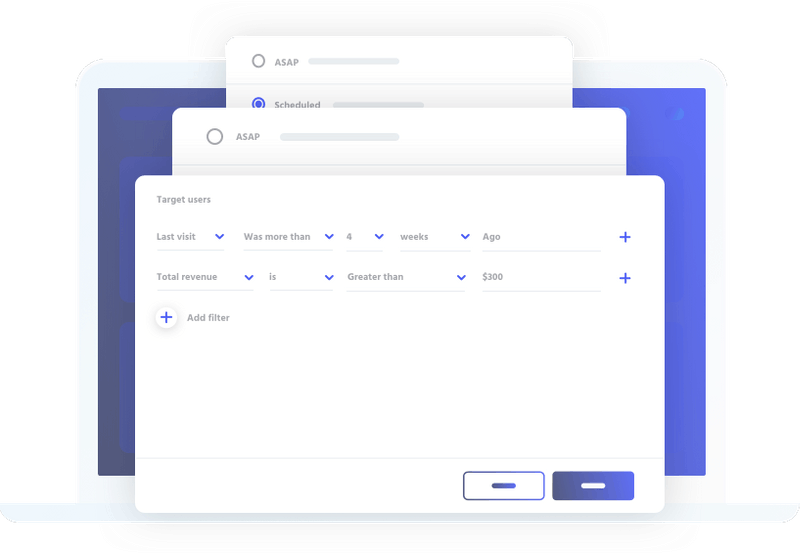 ASAP
Scheduled
ASAP
Target users
Last visit Was more than 4 weeks Ago
Total revenue is Greater than $300
Add filter